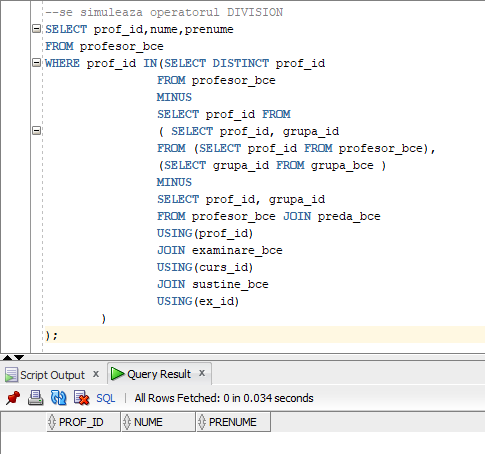 --se simuleaza operatorul DIVISION
SELECT prof_id,nume,prenume
FROM profesor_bce
WHERE prof_id IN(SELECT DISTINCT prof_id
FROM profesor_bce
MINUS
SELECT prof_id FROM
( SELECT prof_id, grupa_id
FROM (SELECT prof_id FROM profesor_bce),
(SELECT grupa_id FROM grupa_bce )
MINUS
SELECT prof_id, grupa_id
FROM profesor_bce JOIN preda_bce
USING(prof_id)
JOIN examinare_bce
USING(curs_id)
JOIN sustine_bce
USING(ex_id)
)
);
Script Output x Query Result x
SQL | All Rows Fetched: 0 in 0.034 seconds
PROF_ID NUME PRENUME